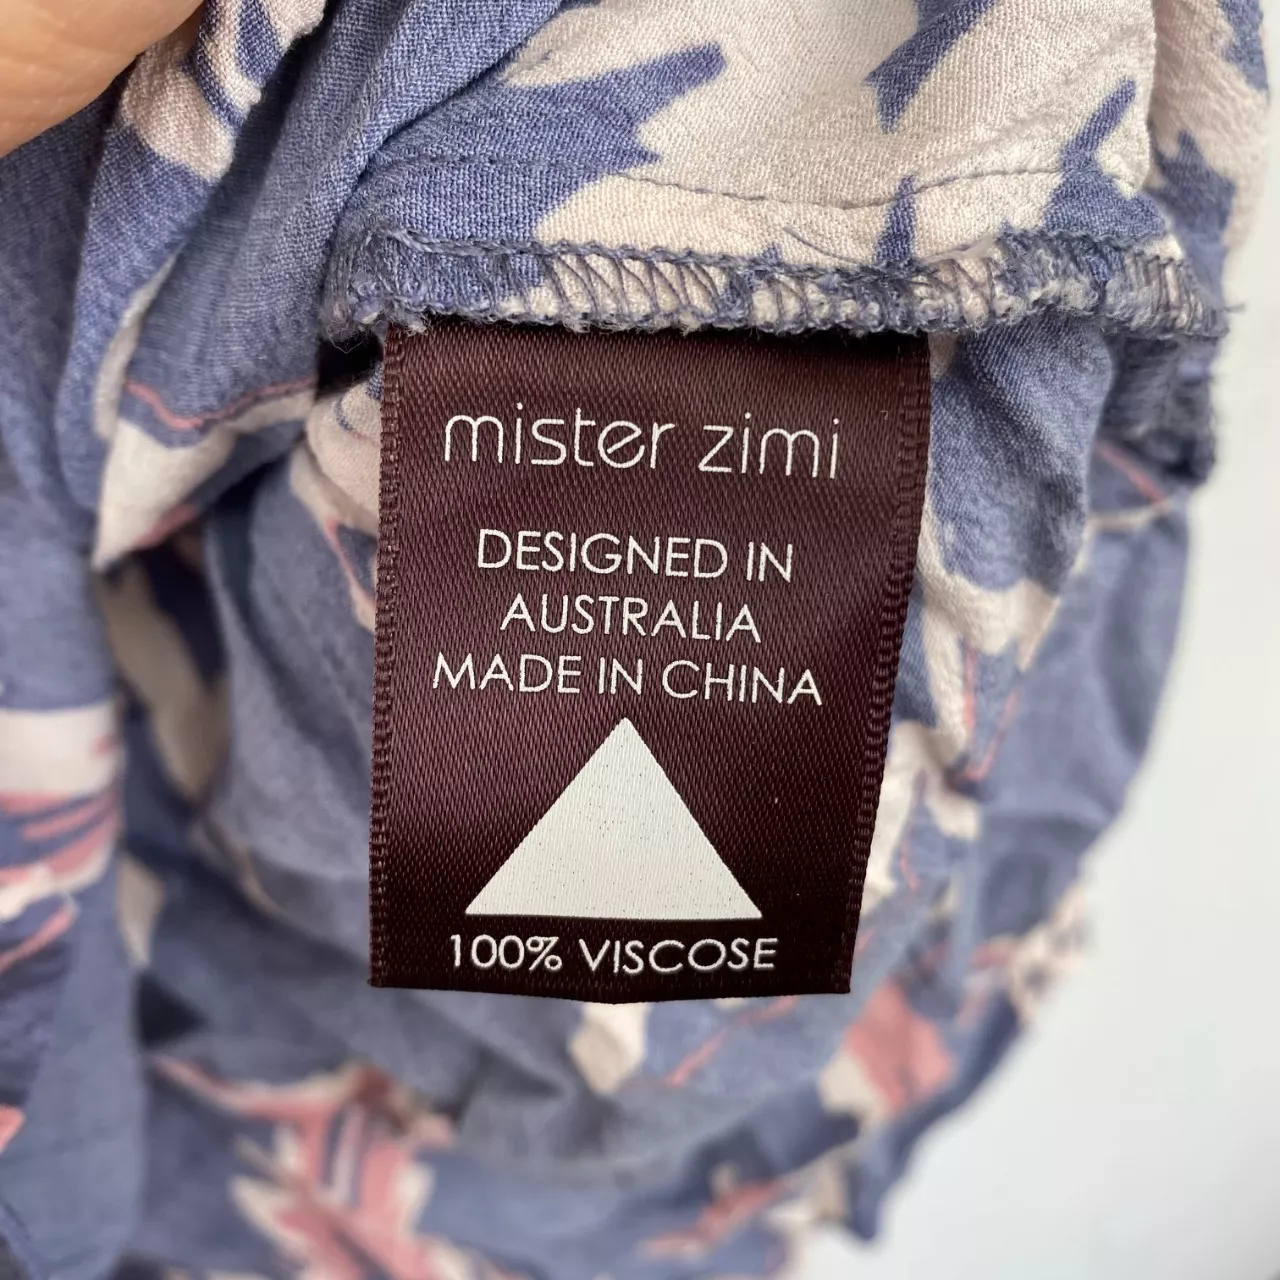 mister zimi
DESIGNED IN
AUSTRALIA
MADE IN CHINA
100% VISCOSE